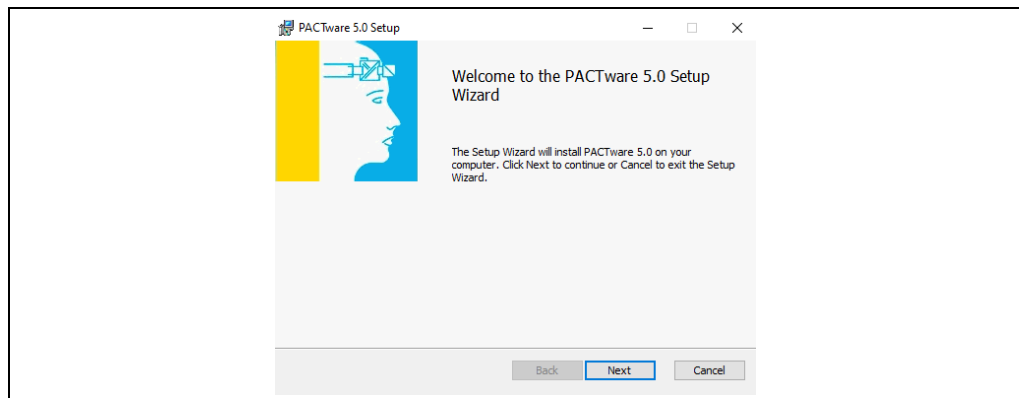 PACTware 5.0 Setup
Welcome to the PACTware 5.0 Setup
Wizard
The Setup Wizard will install PACTware 5.0 on your
computer. Click Next to continue or Cancel to exit the Setup
Wizard.
Back Next Cancel